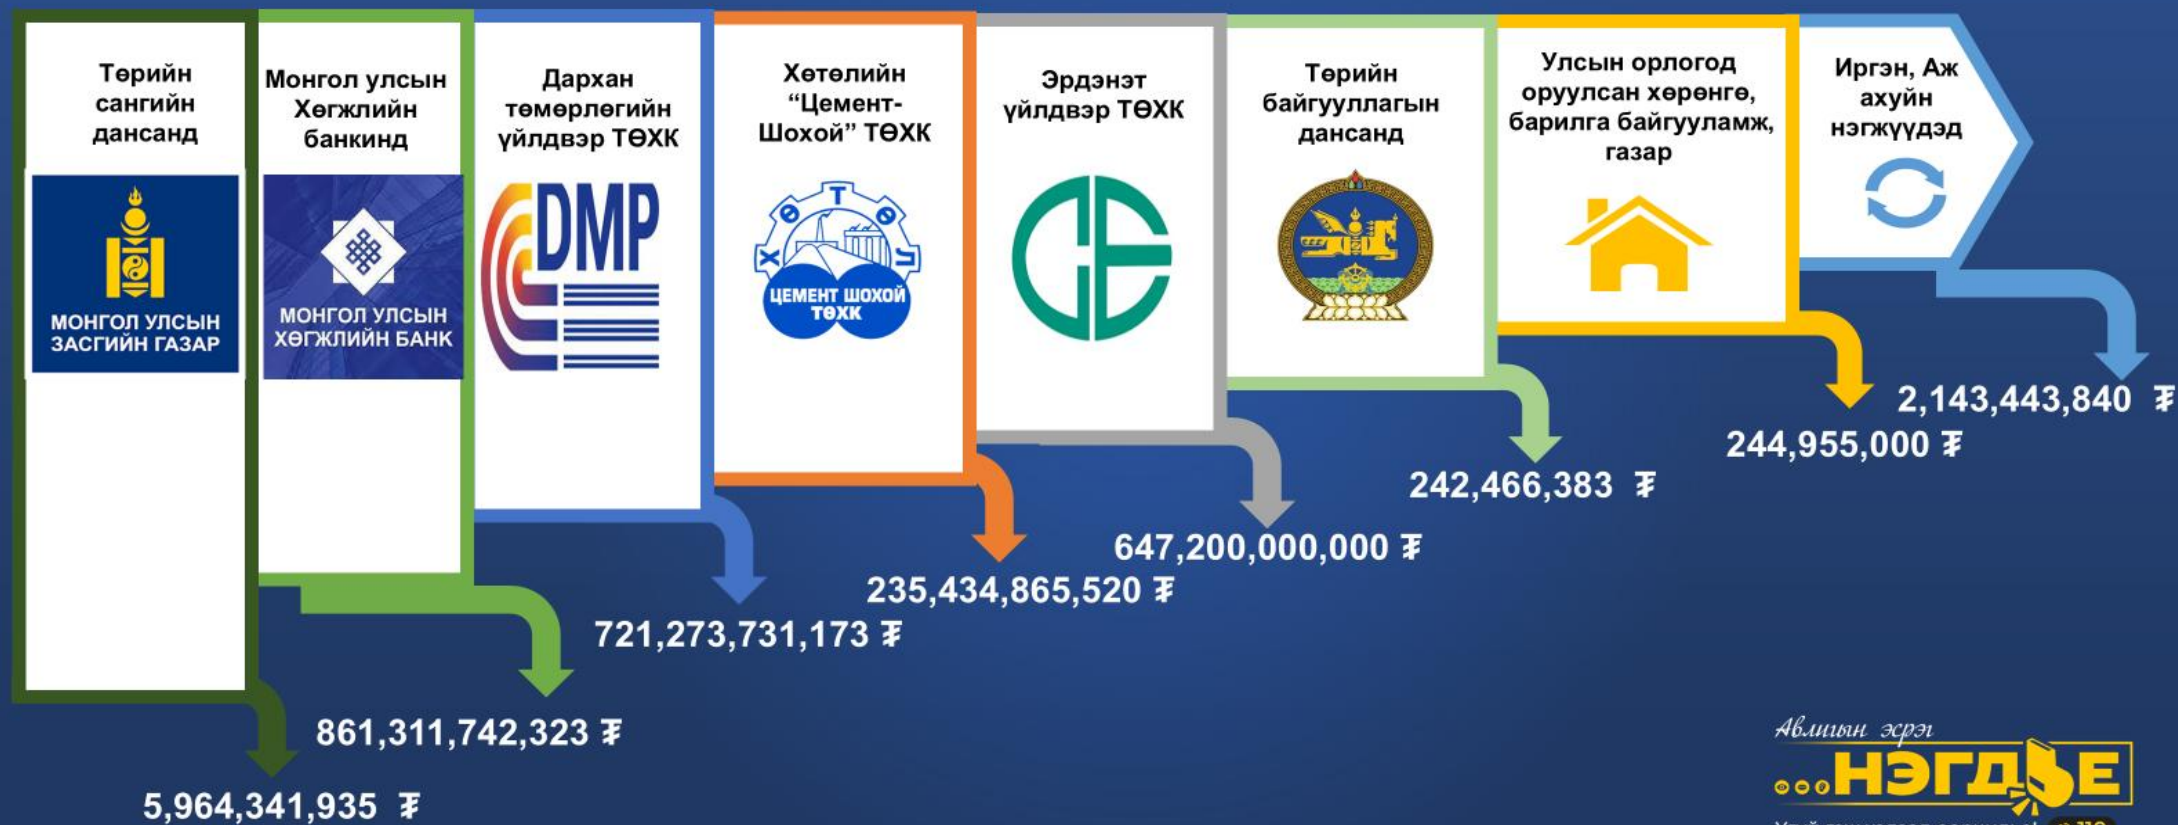 Төрийн
сангийн
дансанд
МОНГОЛ УЛСЫН
ЗАСГИЙН ГАЗАР
Монгол улсын
Хөгжлийн
банкинд
МОНГОЛ УЛСЫН
ХӨГЖЛИЙН БАНК
Дархан
төмөрлөгийн
үйлдвэр ТӨХК
DMP
Хөтөлийн
“Цемент-
Шохой” ТӨХК
ХӨТӨЛ
ЦЕМЕНТ ШОХОЙ
ТӨХК
Эрдэнэт
үйлдвэр ТӨХК
Төрийн
байгууллагын
дансанд
Улсын орлогод
оруулсан хөрөнгө,
барилга байгууламж,
газар
Иргэн, Аж
ахуйн
нэгжүүдэд
2,143,443,840 ₮
244,955,000 ₮
242,466,383 ₮
647,200,000,000 ₮
235,434,865,520 ₮
721,273,731,173 ₮
861,311,742,323 ₮
5,964,341,935 ₮
Авлигын эсрэг
...НЭГДЬЕ
110